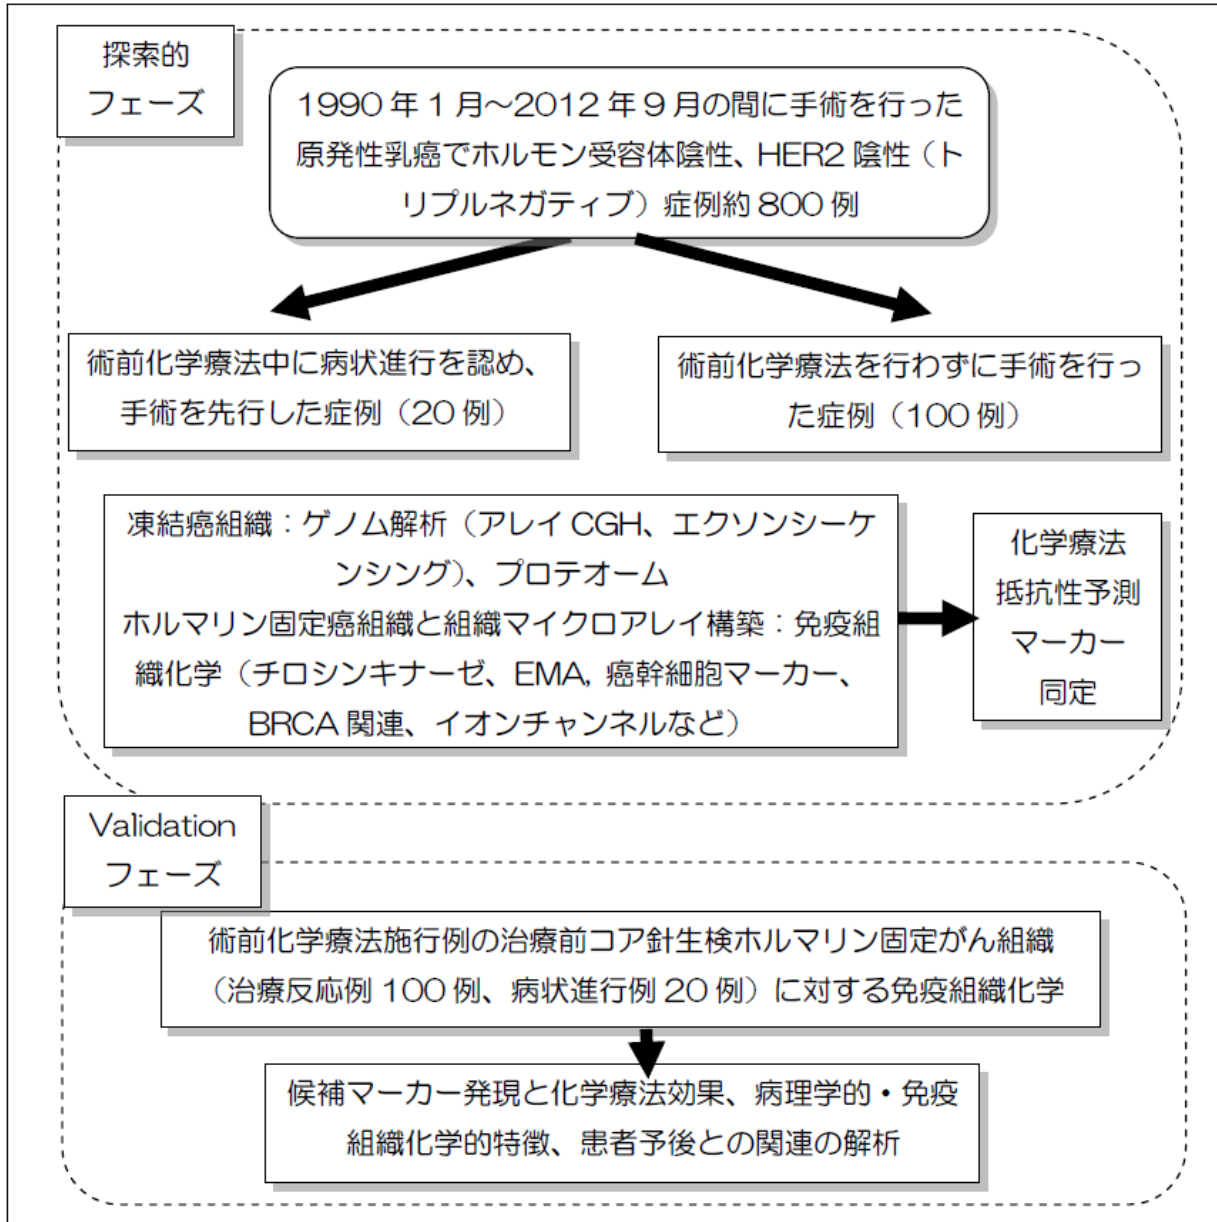 探索的
フェーズ
1990年1月～2012年9月の間に手術を行った
原発性乳癌でホルモン受容体陰性、HER2陰性（ト
リプルネガティブ）症例約800例
術前化学療法中に病状進行を認め、
手術を先行した症例（20例）
術前化学療法を行わずに手術を行っ
た症例（100例）
凍結癌組織：ゲノム解析（アレイCGH、エクソンシーケ
ンシング）、プロテオーム
ホルマリン固定癌組織と組織マイクロアレイ構築：免疫組
織化学（チロシンキナーゼ、EMA, 癌幹細胞マーカー、
BRCA関連、イオンチャンネルなど）
化学療法
抵抗性予測
マーカー
同定
Validation
フェーズ
術前化学療法施行例の治療前コア針生検ホルマリン固定がん組織
（治療反応例100例、病状進行例20例）に対する免疫組織化学
候補マーカー発現と化学療法効果、病理学的・免疫
組織化学的特徴、患者予後との関連の解析